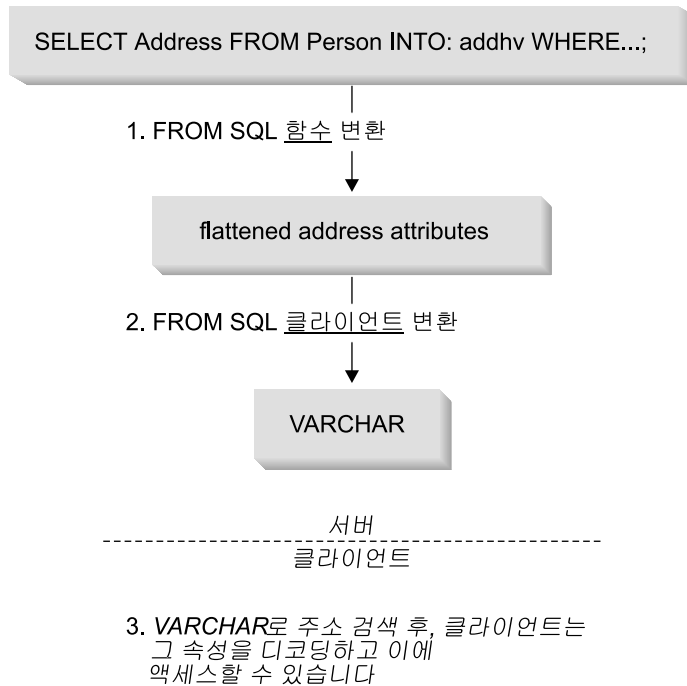 SELECT Address FROM Person INTO: addhv WHERE...;
1. FROM SQL 함수 변환
flattened address attributes
2. FROM SQL 클라이언트 변환
VARCHAR
서버
클라이언트
3. VARCHAR로 주소 검색 후, 클라이언트는
그 속성을 디코딩하고 이에
액세스할 수 있습니다